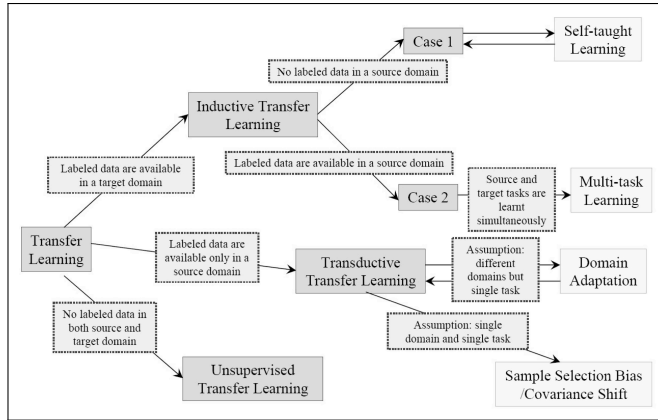 Case 1
Self-taught
Learning
No labeled data in a source domain
Inductive Transfer
Learning
Labeled data are available
in a target domain
Labeled data are available in a source domain
Case 2
Source and
target tasks are
learnt
simultaneously
Multi-task
Learning
Transfer
Learning
Labeled data are
available only in a
source domain
Transductive
Transfer Learning
Assumption:
different
domains but
single task
Domain
Adaptation
No labeled data in
both source and
target domain
Assumption: single
domain and single task
Unsupervised
Transfer Learning
Sample Selection Bias
/Covariance Shift